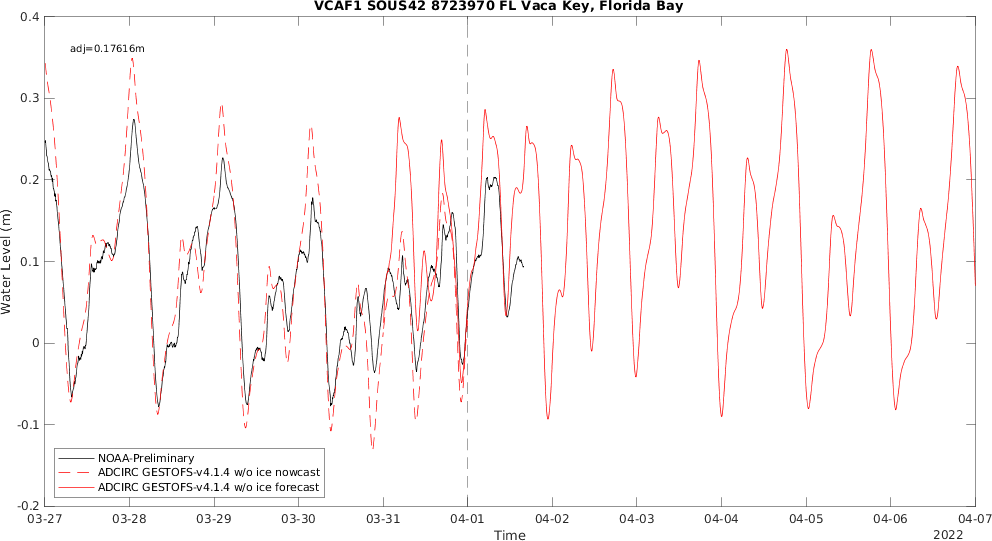 VCAF1 SOUS42 8723970 FL Vaca Key, Florida Bay
adj=0.17616m
0.4
0.3
0.2
0.1
0
-0.1
-0.2
Water Level (m)
NOAA-Preliminary
ADCIRC GESTOFS-v4.1.4 w/o ice nowcast
ADCIRC GESTOFS-v4.1.4 w/o ice forecast
03-27 03-28 03-29 03-30 03-31 04-01 04-02 04-03 04-04 04-05 04-06 04-07
Time
2022